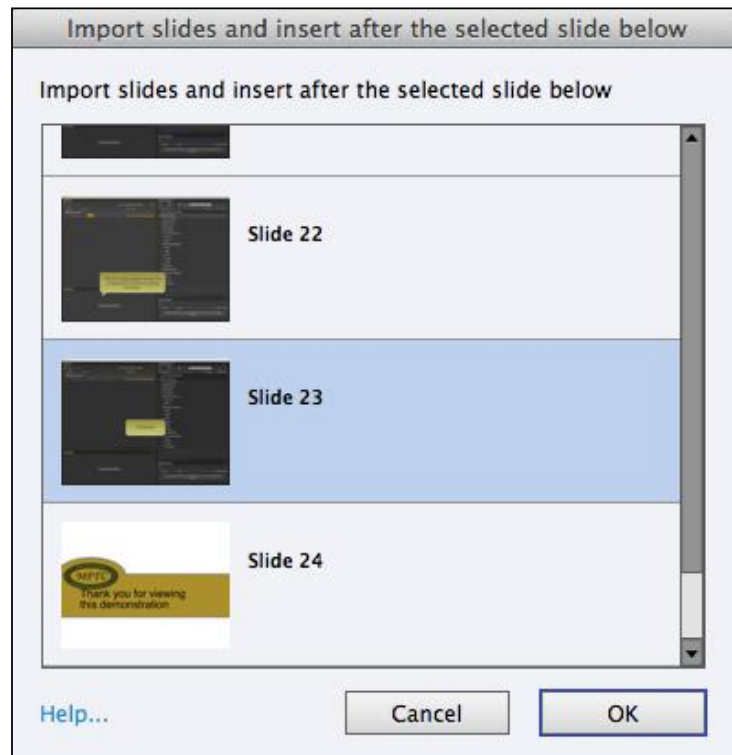 Import slides and insert after the selected slide below
Import slides and insert after the selected slide below
Slide 22
Slide 23
Slide 24
MPTC
Thank you for viewing
this demonstration
Help...
Cancel
OK